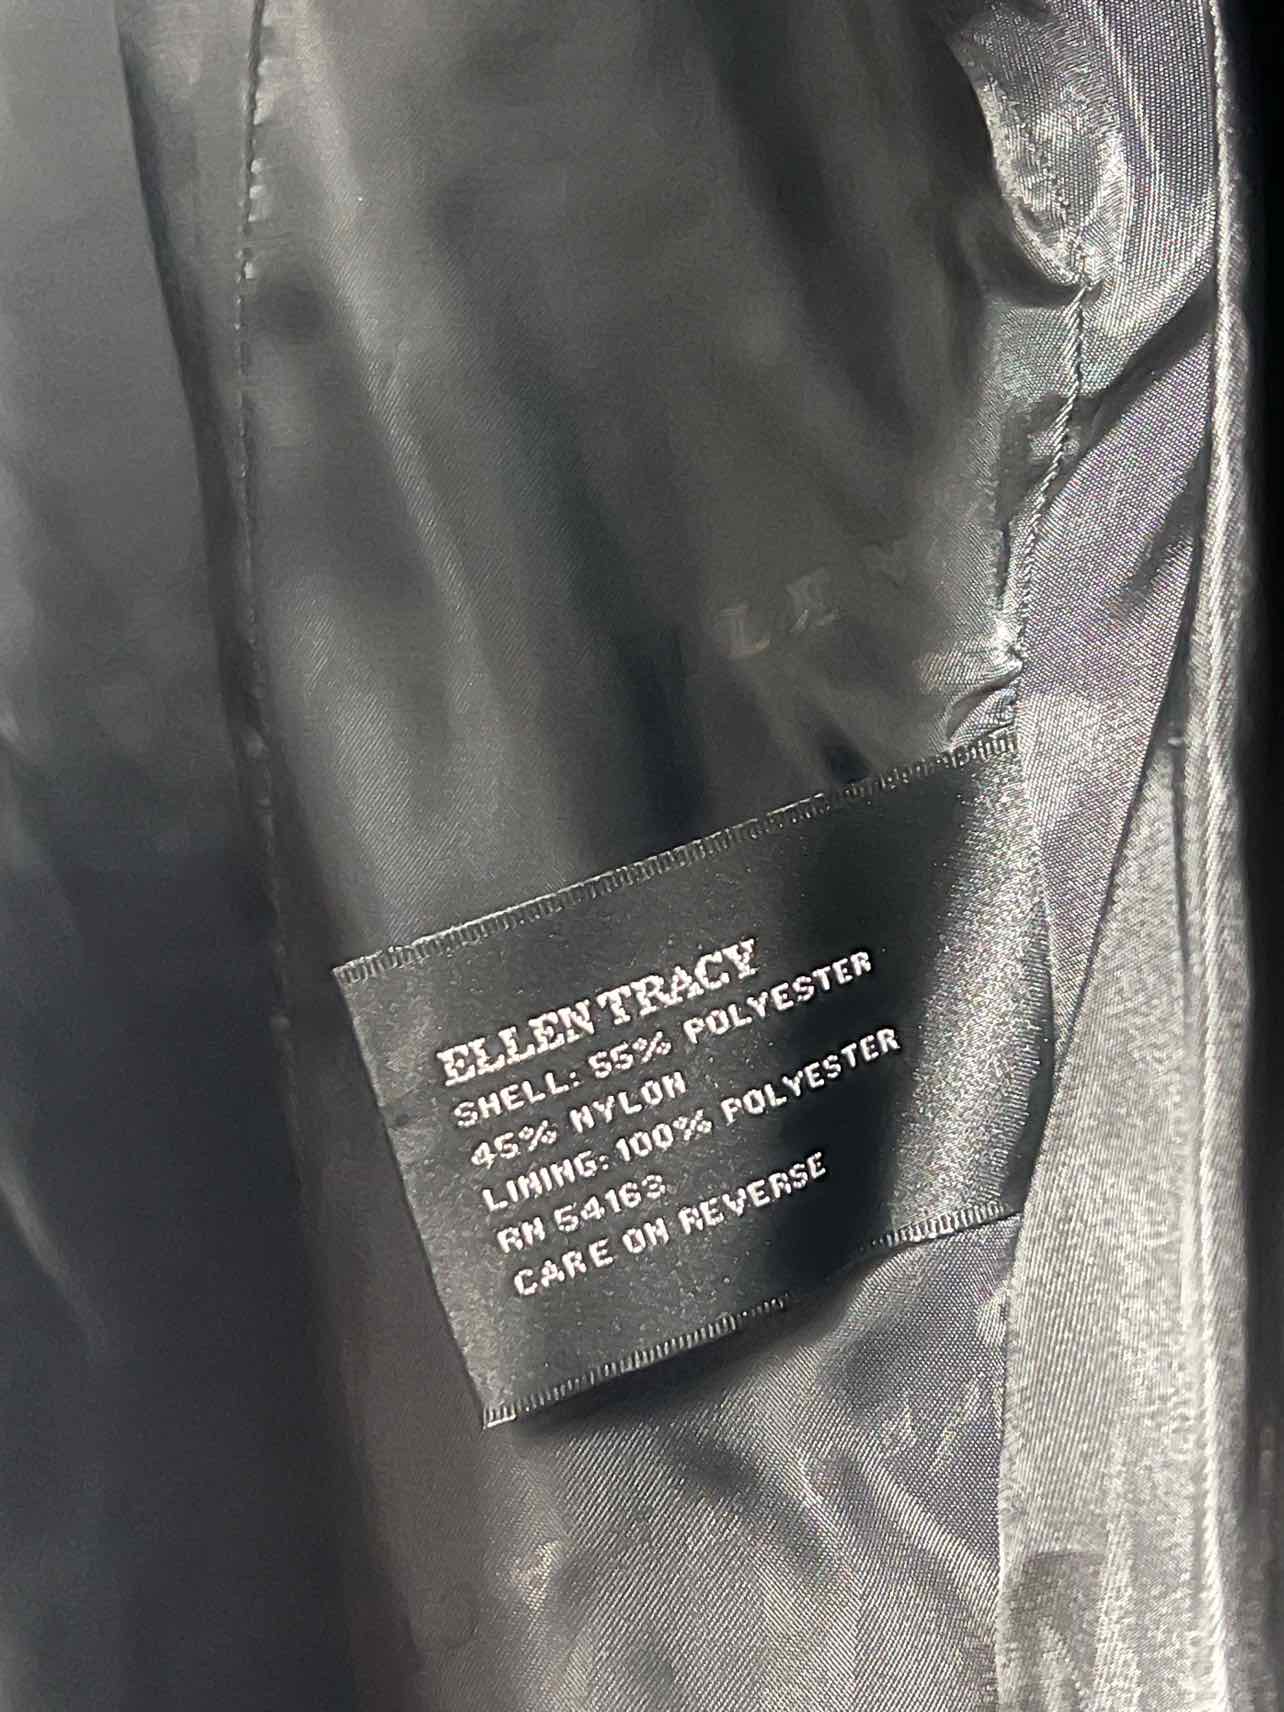 ELLEN TRACY
SHELL: 55% POLYESTER
45% NYLON
LINING: 100% POLYESTER
RN 54163
CARE ON REVERSE